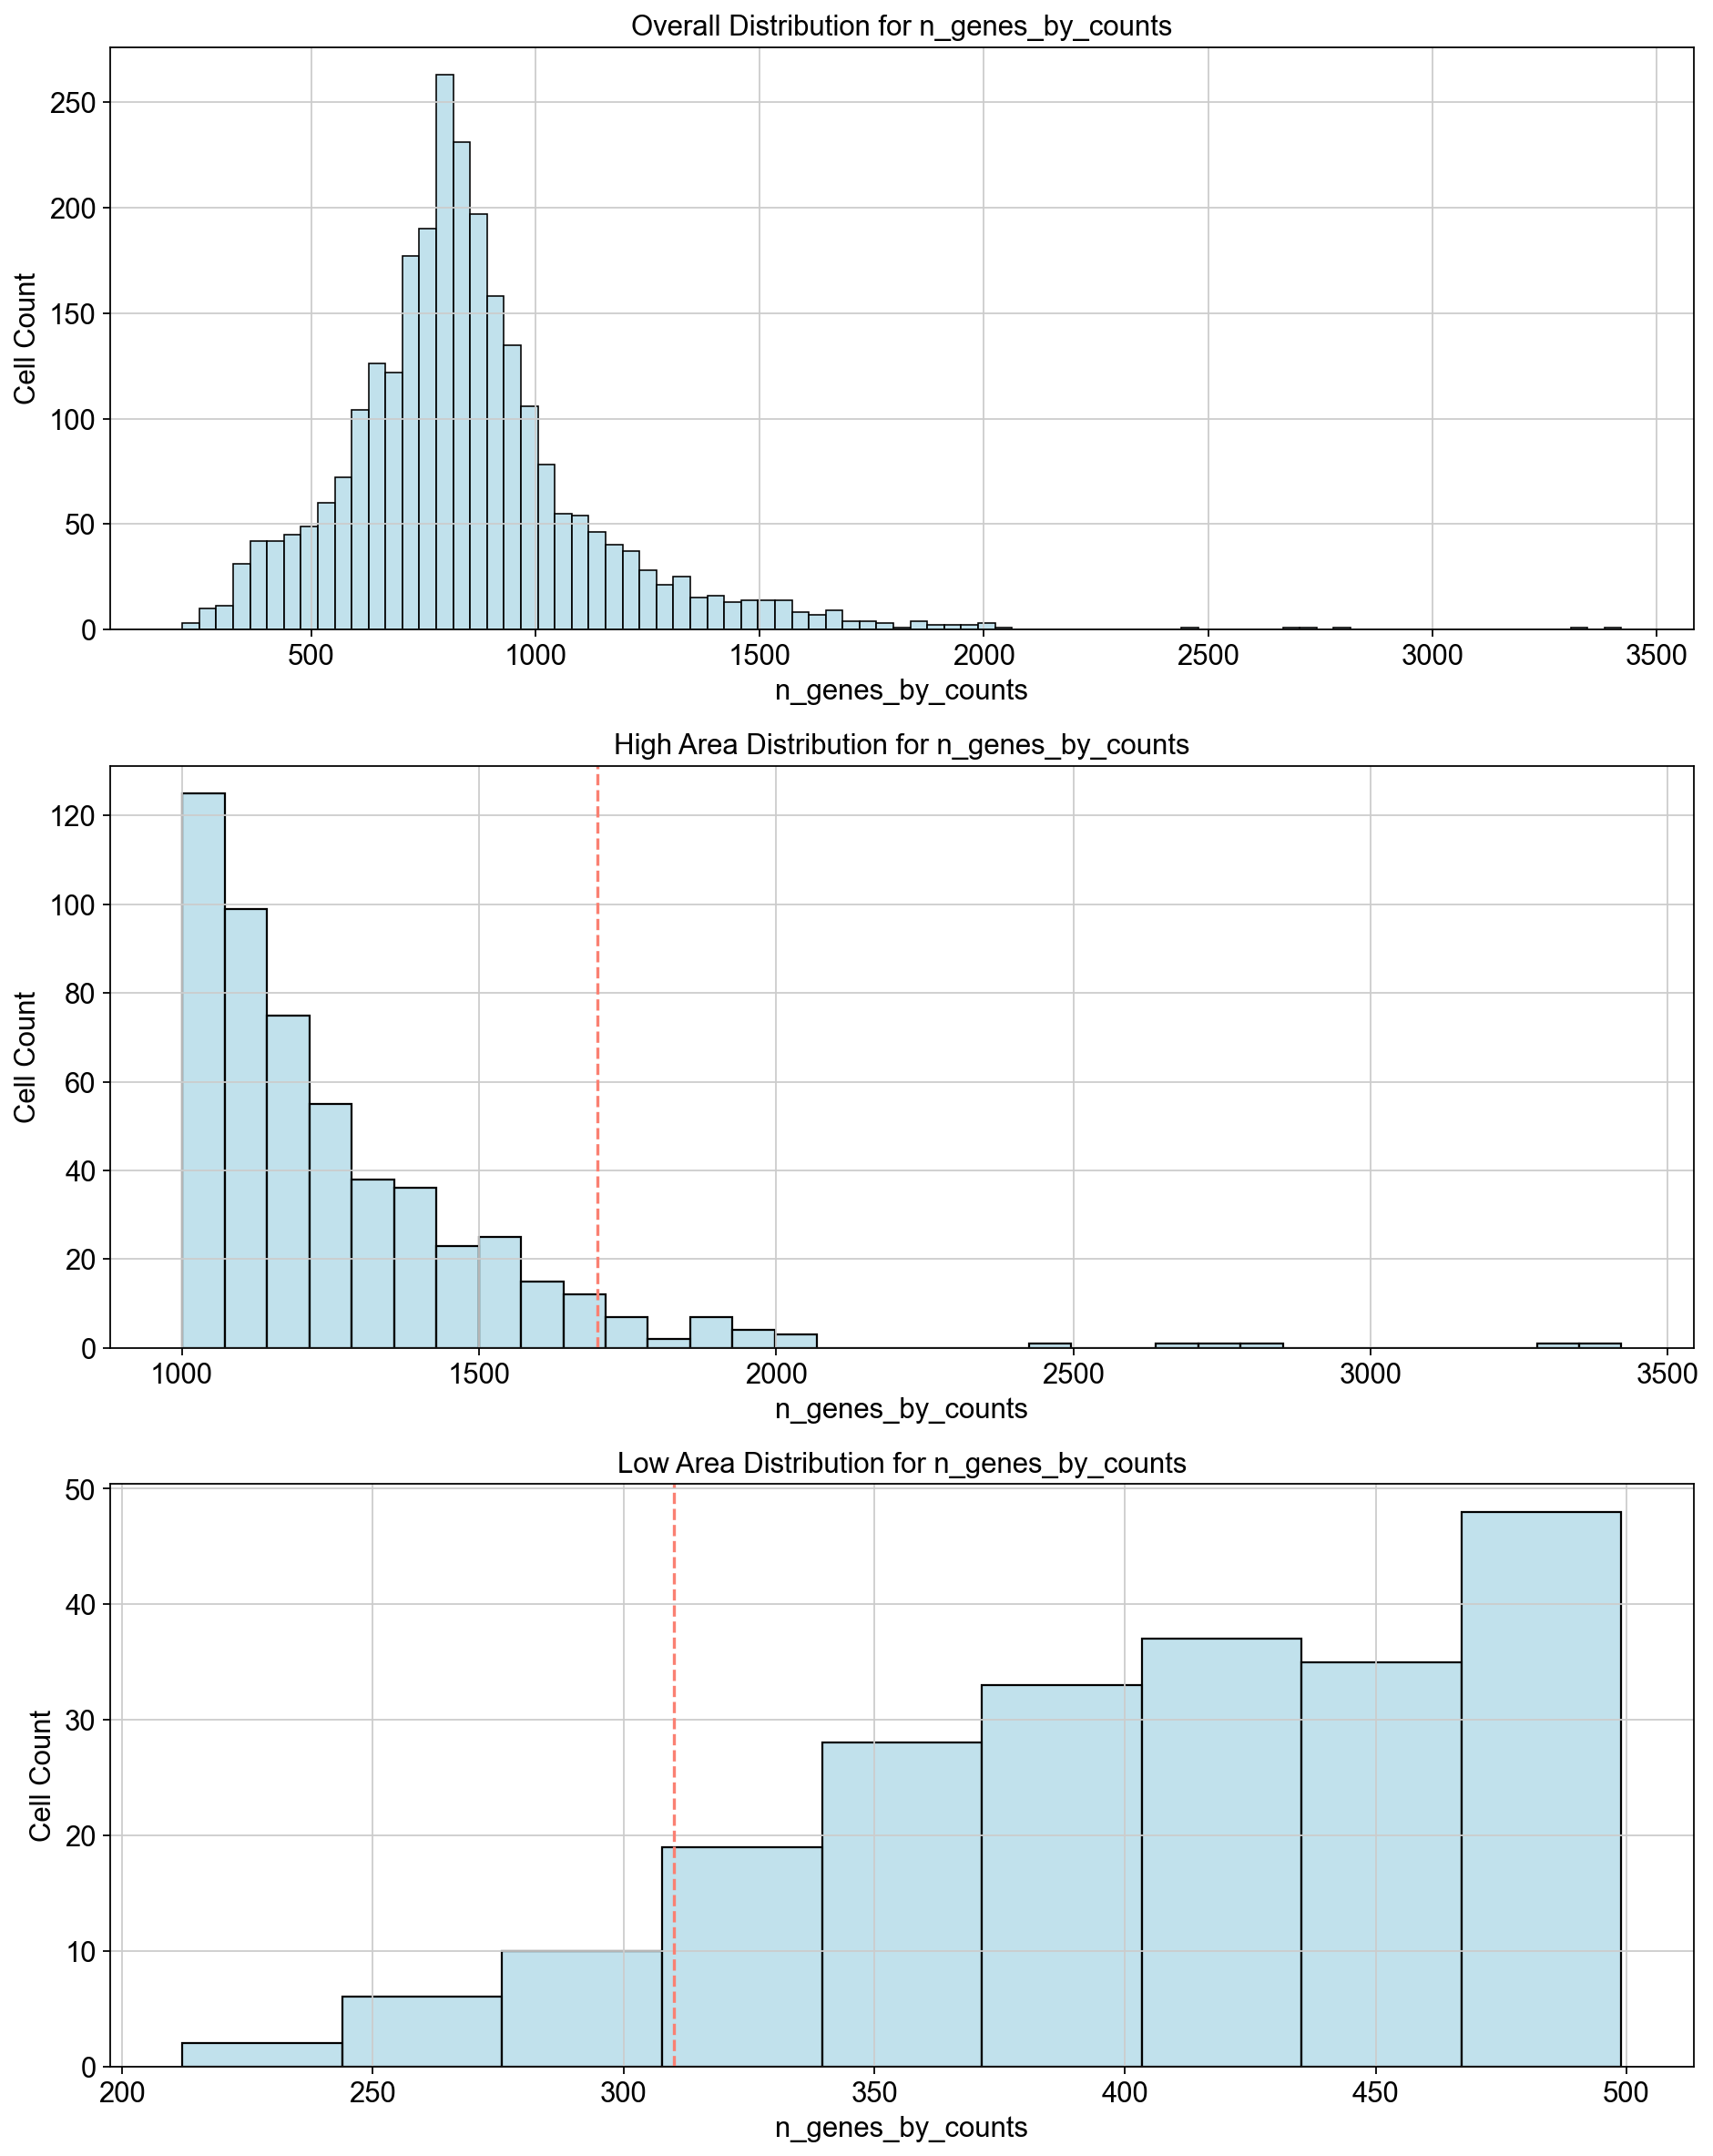 Overall Distribution for n_genes_by_counts
250
200
150
100
50
0
Cell Count
500 1000 1500 2000 2500 3000 3500
n_genes_by_counts
High Area Distribution for n_genes_by_counts
120
100
80
60
40
20
0
Cell Count
1000 1500 2000 2500 3000 3500
n_genes_by_counts
Low Area Distribution for n_genes_by_counts
50
40
30
20
10
0
Cell Count
200 250 300 350 400 450 500
n_genes_by_counts